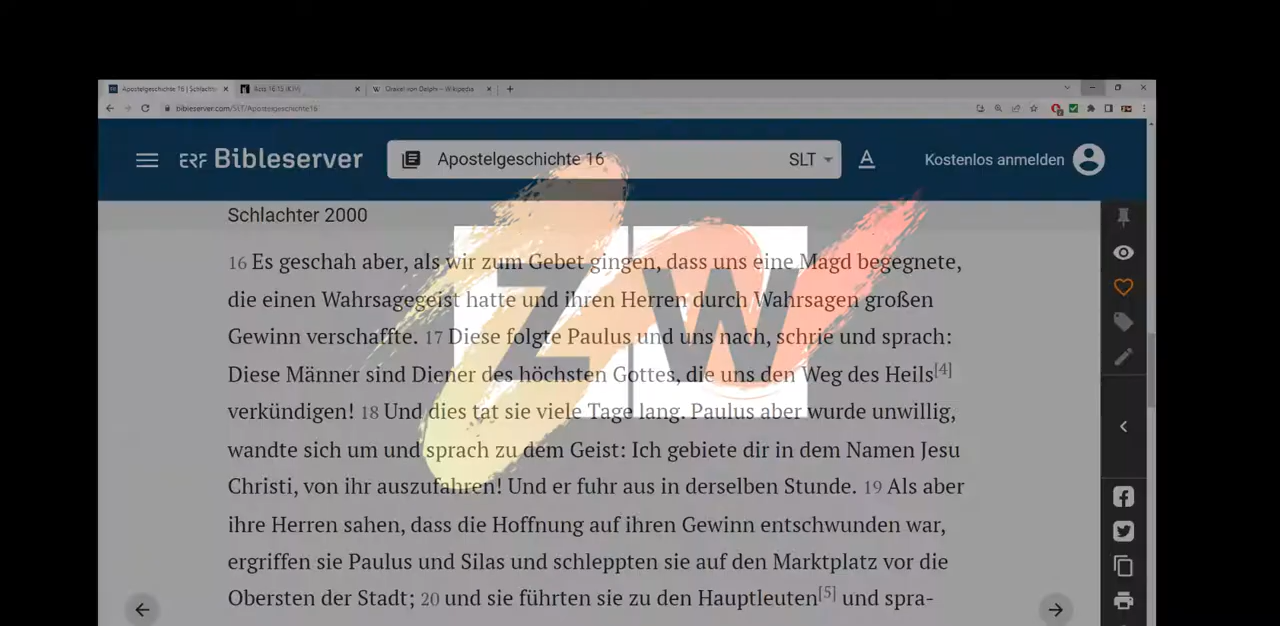 Apostelgeschichte 16 | Schlacht
Acts 16:15 (KJV)
Orakel von Delphi – Wikipedia
bibleserver.com/SLT/Apostelgeschichte16
ERF Bibleserver
Apostelgeschichte 16
SLT
A
Kostenlos anmelden
Schlachter 2000
ZW
16 Es geschah aber, als wir zum Gebet gingen, dass uns eine Magd begegnete,
die einen Wahrsagegeist hatte und ihren Herren durch Wahrsagen großen
Gewinn verschaffte. 17 Diese folgte Paulus und uns nach, schrie und sprach:
Diese Männer sind Diener des höchsten Gottes, die uns den Weg des Heils[4]
verkündigen! 18 Und dies tat sie viele Tage lang. Paulus aber wurde unwillig,
wandte sich um und sprach zu dem Geist: Ich gebiete dir in dem Namen Jesu
Christi, von ihr auszufahren! Und er fuhr aus in derselben Stunde. 19 Als aber
ihre Herren sahen, dass die Hoffnung auf ihren Gewinn entschwunden war,
ergriffen sie Paulus und Silas und schleppten sie auf den Marktplatz vor die
Obersten der Stadt; 20 und sie führten sie zu den Hauptleuten[5] und spra-